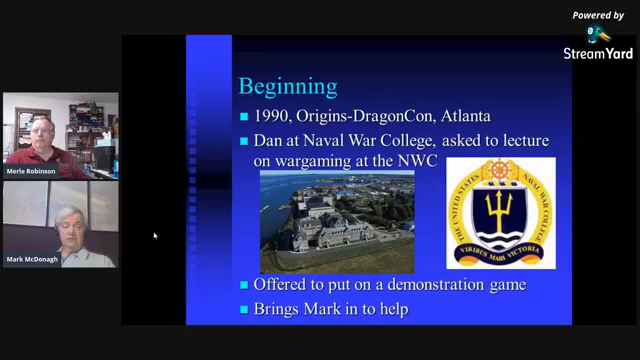 Powered by
StreamYard
Beginning
1990, Origins-DragonCon, Atlanta
Dan at Naval War College, asked to lecture
on wargaming at the NWC
THE UNITED STATES NAVAL WAR COLLEGE
VIRIBUS MARI VICTORIA
Offered to put on a demonstration game
Brings Mark in to help
Merle Robinson
Mark McDonagh